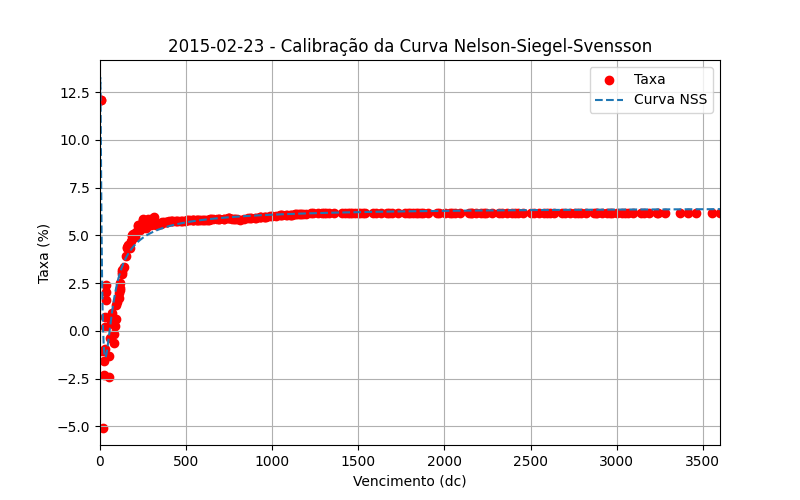 2015-02-23 - Calibração da Curva Nelson-Siegel-Svensson
Taxa
Curva NSS
Taxa (%)
12.5
10.0
7.5
5.0
2.5
0.0
−2.5
−5.0
0 500 1000 1500 2000 2500 3000 3500
Vencimento (dc)